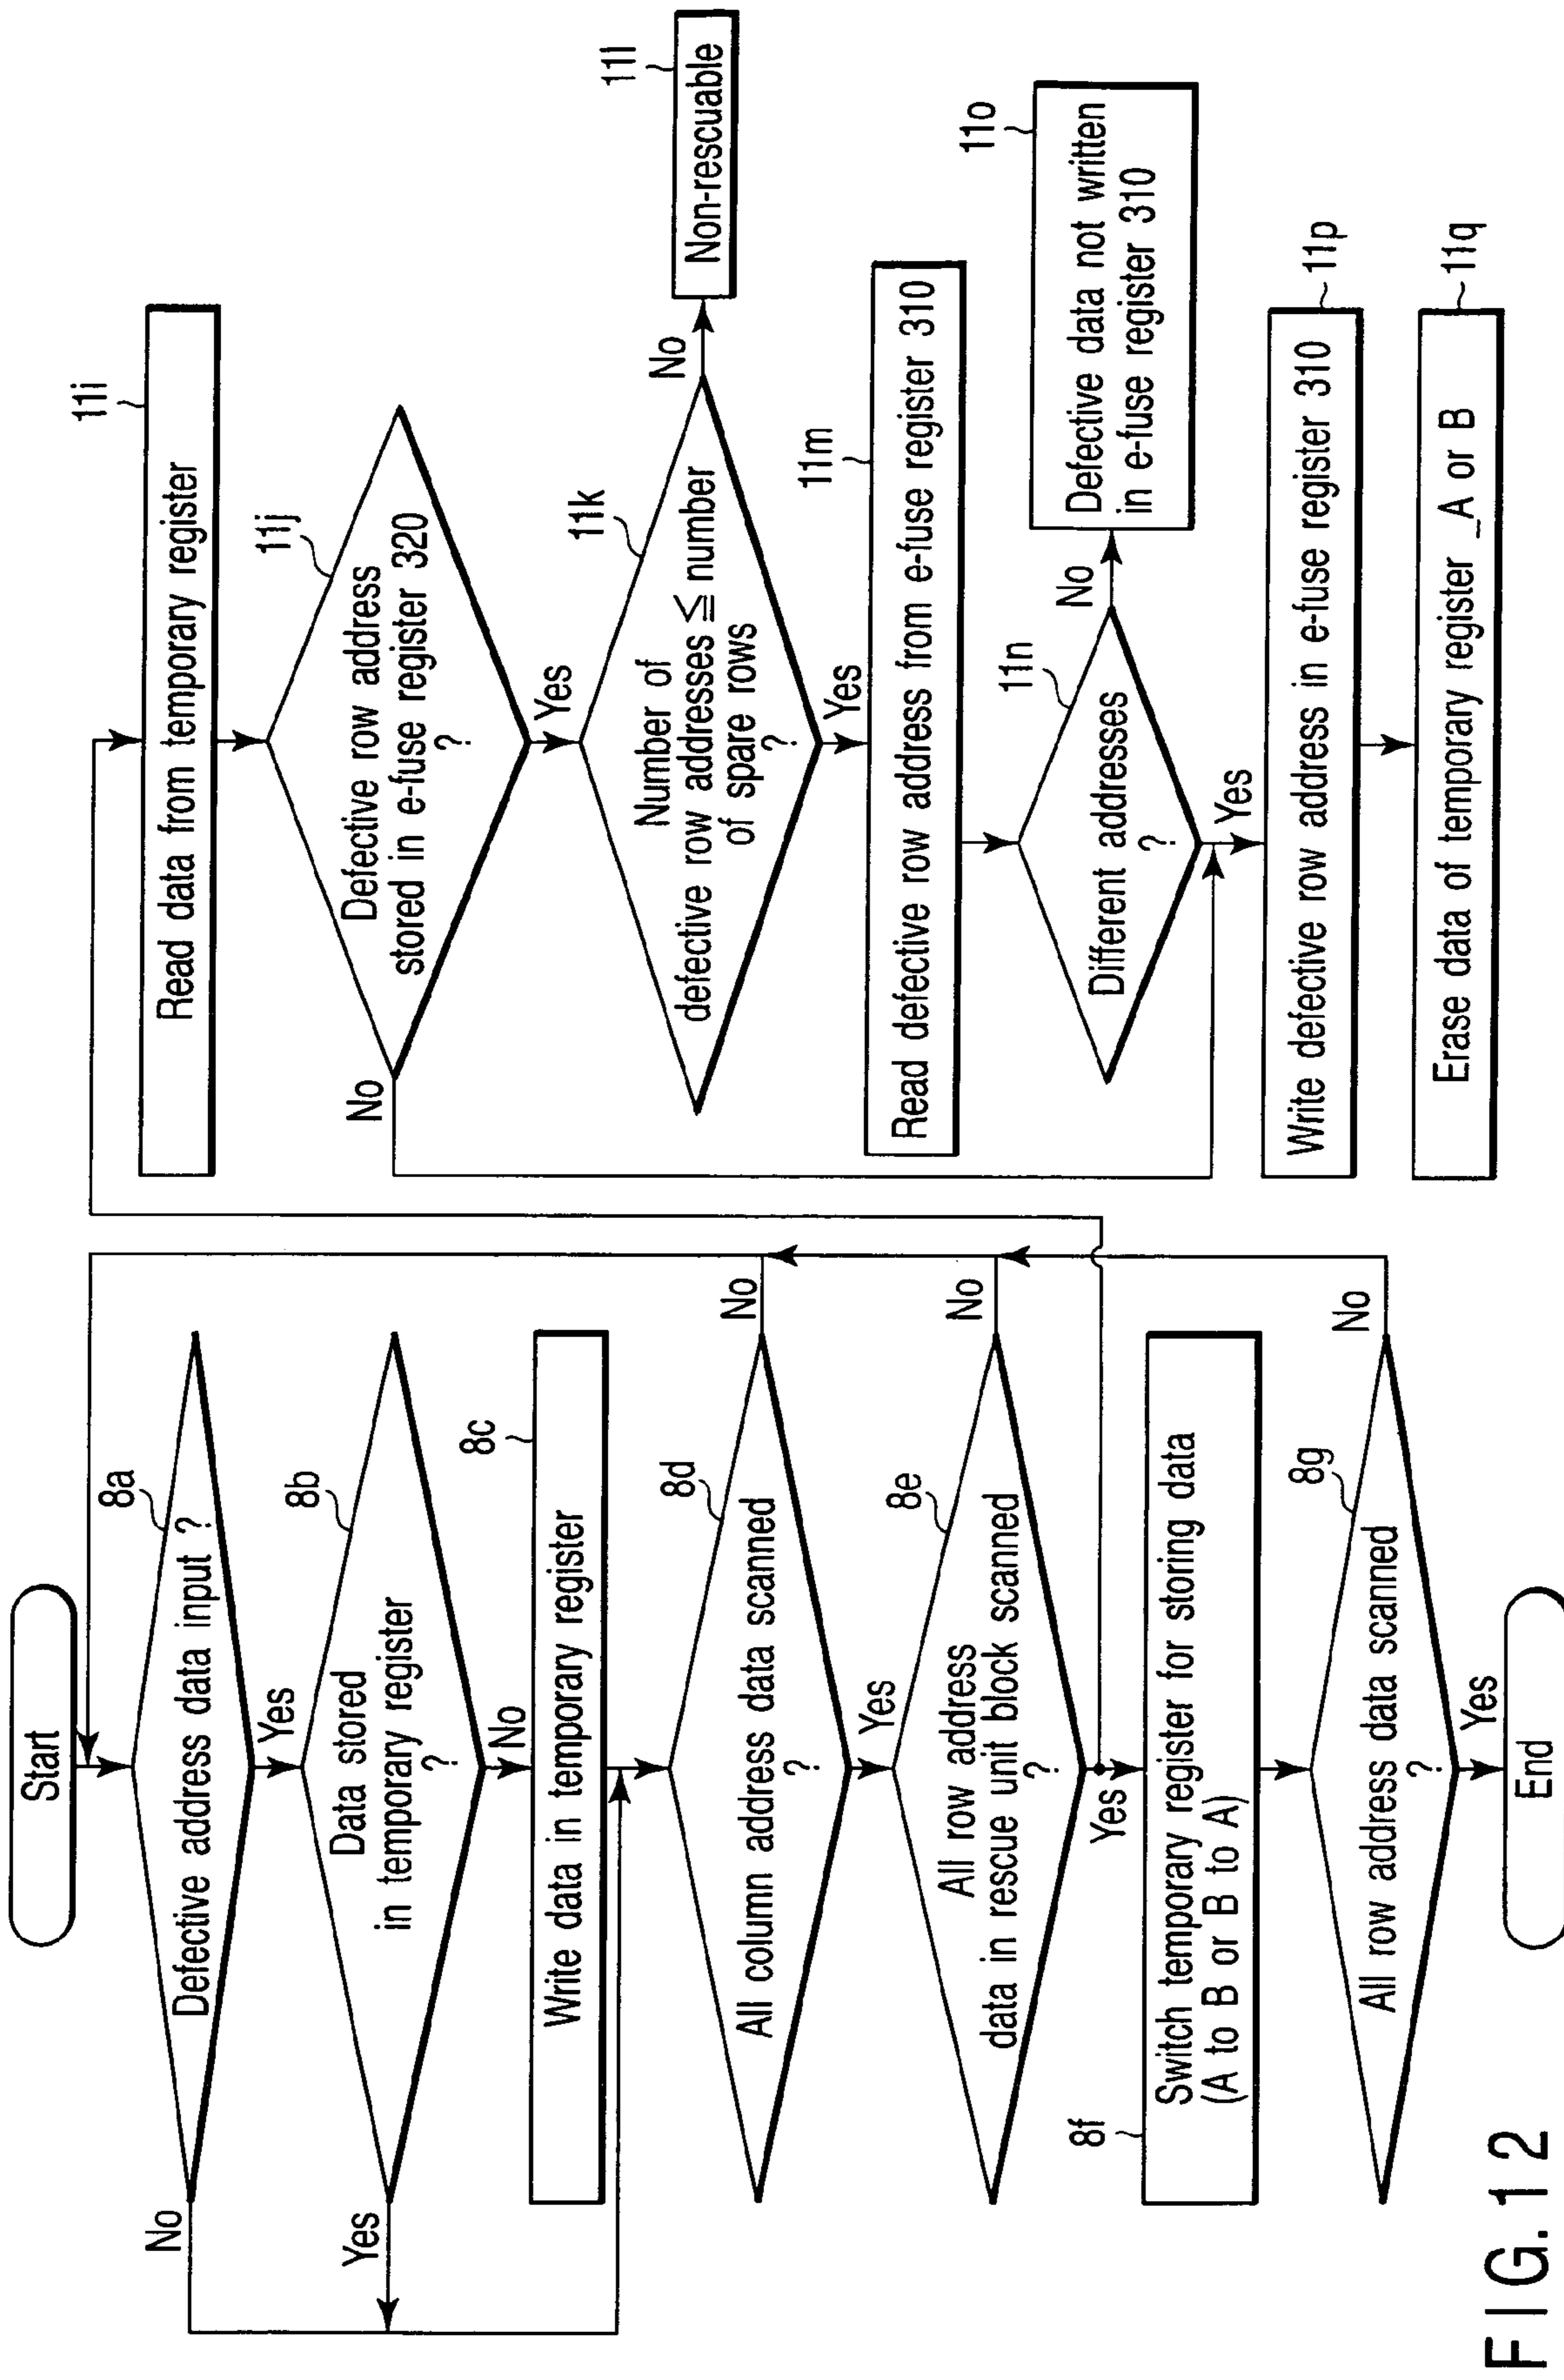 Start
8a
Defective address data input ?
No
Yes
8b
Data stored
in temporary register
?
Yes
No
8c
Write data in temporary register
8d
All column address data scanned
?
No
Yes
8e
All row address
data in rescue unit block scanned
?
No
Yes
8f
Switch temporary register for storing data
(A to B or B to A)
8g
All row address data scanned
?
No
Yes
End
11i
Read data from temporary register
11j
Defective row address
stored in e-fuse register 320
?
No
Yes
11k
Number of
defective row addresses ≦ number
of spare rows
?
No
11l
Non-rescuable
Yes
11m
Read defective row address from e-fuse register 310
11n
Different addresses
?
No
11o
Defective data not written
in e-fuse register 310
Yes
Write defective row address in e-fuse register 310
11p
Erase data of temporary register _A or B
11q
FIG. 12